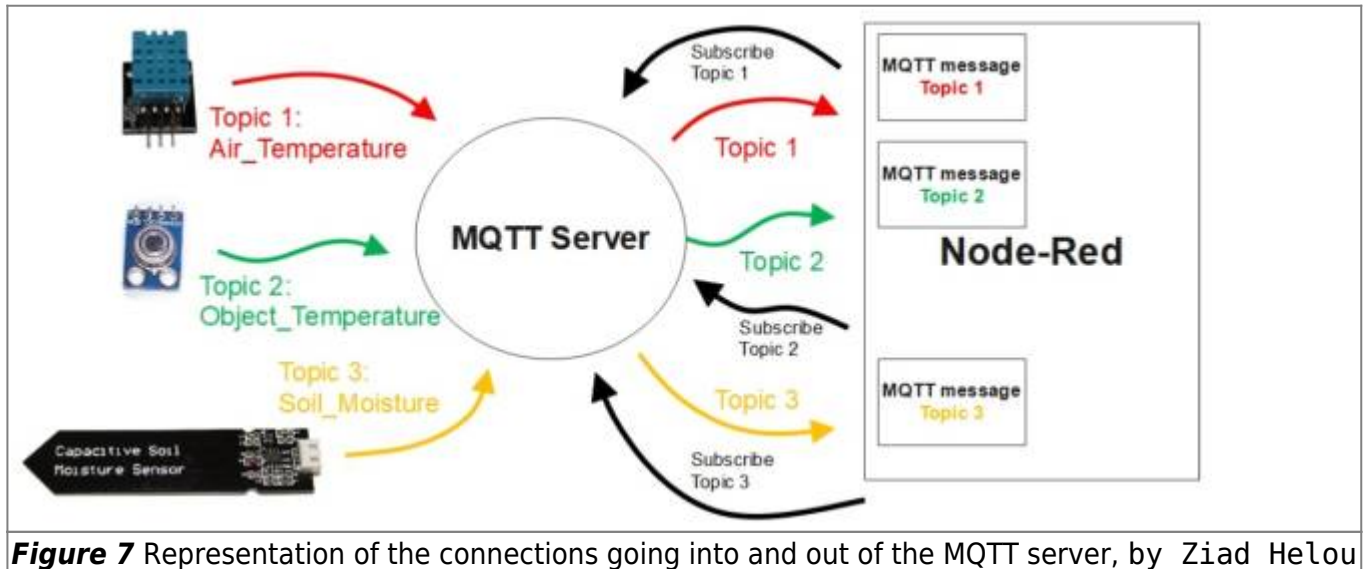 Topic 1:
Air_Temperature
Topic 2:
Object_Temperature
Topic 3:
Soil_Moisture
Capacitive Soil
Moisture Sensor
MQTT Server
Subscribe
Topic 1
Topic 1
Topic 2
Subscribe
Topic 2
Topic 3
Subscribe
Topic 3
MQTT message
Topic 1
MQTT message
Topic 2
Node-Red
MQTT message
Topic 3
Figure 7 Representation of the connections going into and out of the MQTT server, by Ziad Helou